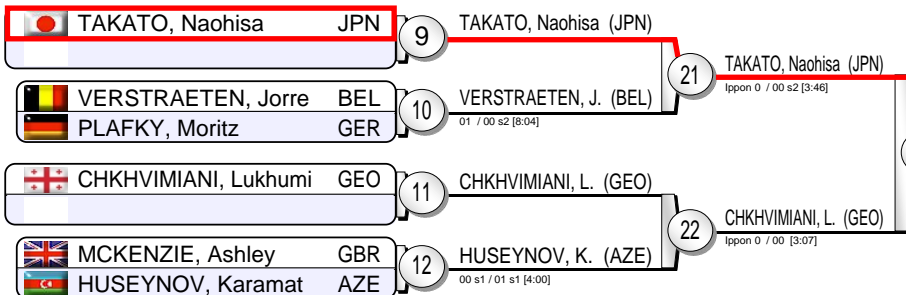 TAKATO, Naohisa JPN
9
TAKATO, Naohisa (JPN)
21
TAKATO, Naohisa (JPN)
Ippon 0 / 00 s2 [3:46]
VERSTRAETEN, Jorre BEL
PLAFKY, Moritz GER
10
VERSTRAETEN, J. (BEL)
01 / 00 s2 [8:04]
CHKHVIMIANI, Lukhumi GEO
11
CHKHVIMIANI, L. (GEO)
22
CHKHVIMIANI, L. (GEO)
Ippon 0 / 00 [3:07]
MCKENZIE, Ashley GBR
HUSEYNOV, Karamat AZE
12
HUSEYNOV, K. (AZE)
00 s1 / 01 s1 [4:00]